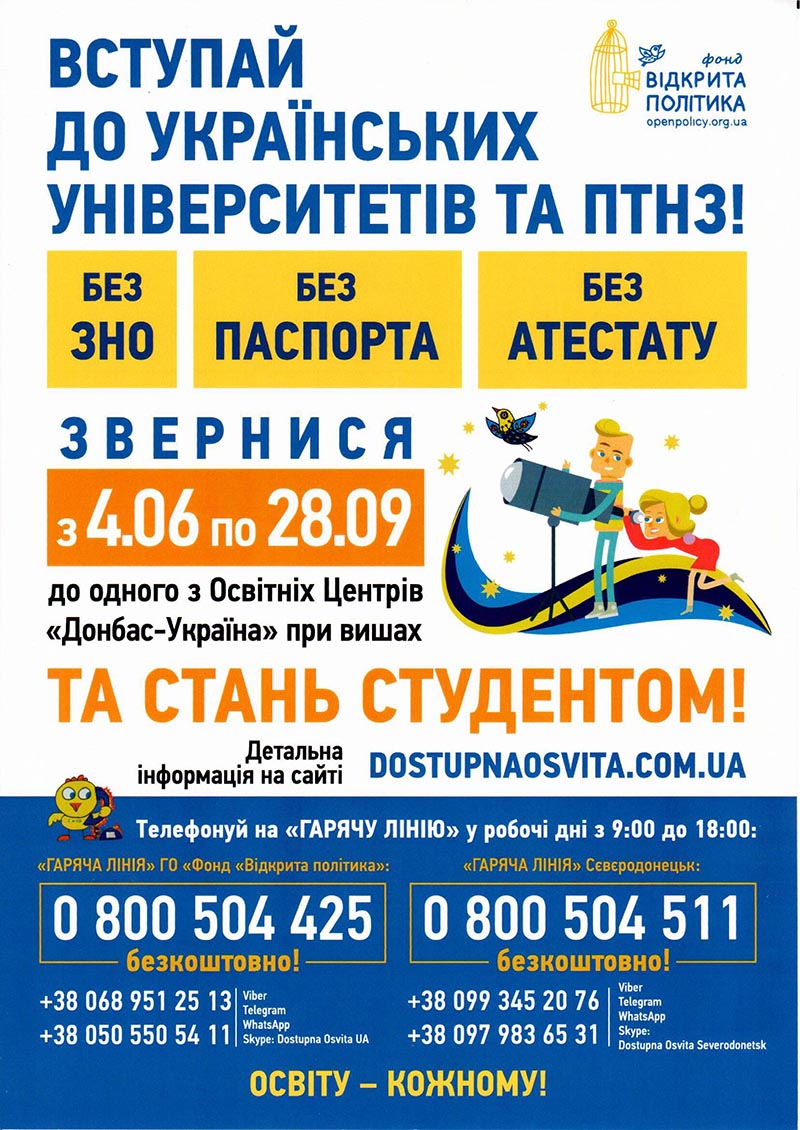 ВСТУПАЙ
ДО УКРАЇНСЬКИХ
УНІВЕРСИТЕТІВ ТА ПТНЗ!
фонд
ВІДКРИТА
ПОЛІТИКА
openpolicy.org.ua
БЕЗ
ЗНО
БЕЗ
ПАСПОРТА
БЕЗ
АТЕСТАТУ
ЗВЕРНИСЯ
з 4.06 по 28.09
до одного з Освітніх Центрів
«Донбас-Україна» при вишах
ТА СТАНЬ СТУДЕНТОМ!
Детальна
інформація на сайті
DOSTUPNAOSVITA.COM.UA
Телефонуй на «ГАРЯЧУ ЛІНІЮ» у робочі дні з 9:00 до 18:00:
«ГАРЯЧА ЛІНІЯ» ГО «Фонд «Відкрита політика»:
0 800 504 425
безкоштовно!
+38 068 951 25 13
+38 050 550 54 11
Viber
Telegram
WhatsApp
Skype: Dostupna Osvita UA
«ГАРЯЧА ЛІНІЯ» Сєвєродонецьк:
0 800 504 511
безкоштовно!
+38 099 345 20 76
+38 097 983 65 31
Viber
Telegram
WhatsApp
Skype:
Dostupna Osvita Severodonetsk
ОСВІТУ – КОЖНОМУ!